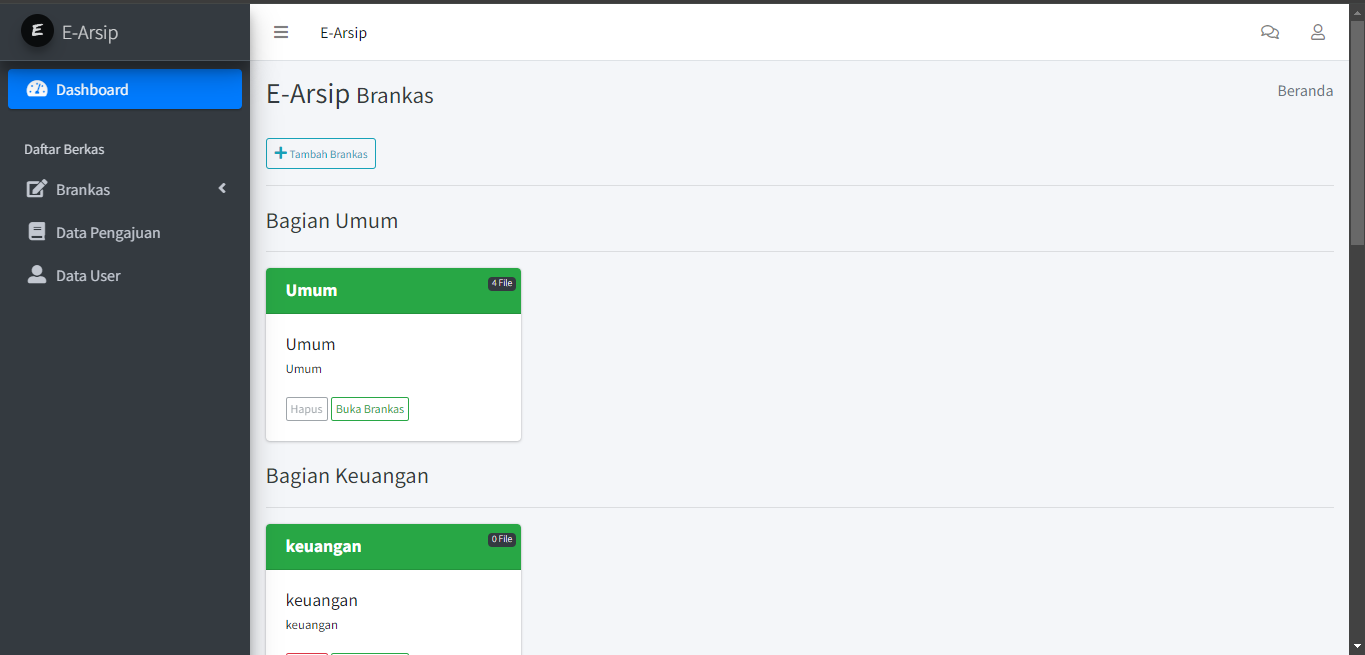 E E-Arsip
E-Arsip
Dashboard
Daftar Berkas
Brankas
Data Pengajuan
Data User
E-Arsip Brankas
Beranda
Tambah Brankas
Bagian Umum
Umum
4 File
Umum
Umum
Hapus Buka Brankas
Bagian Keuangan
keuangan
0 File
keuangan
keuangan